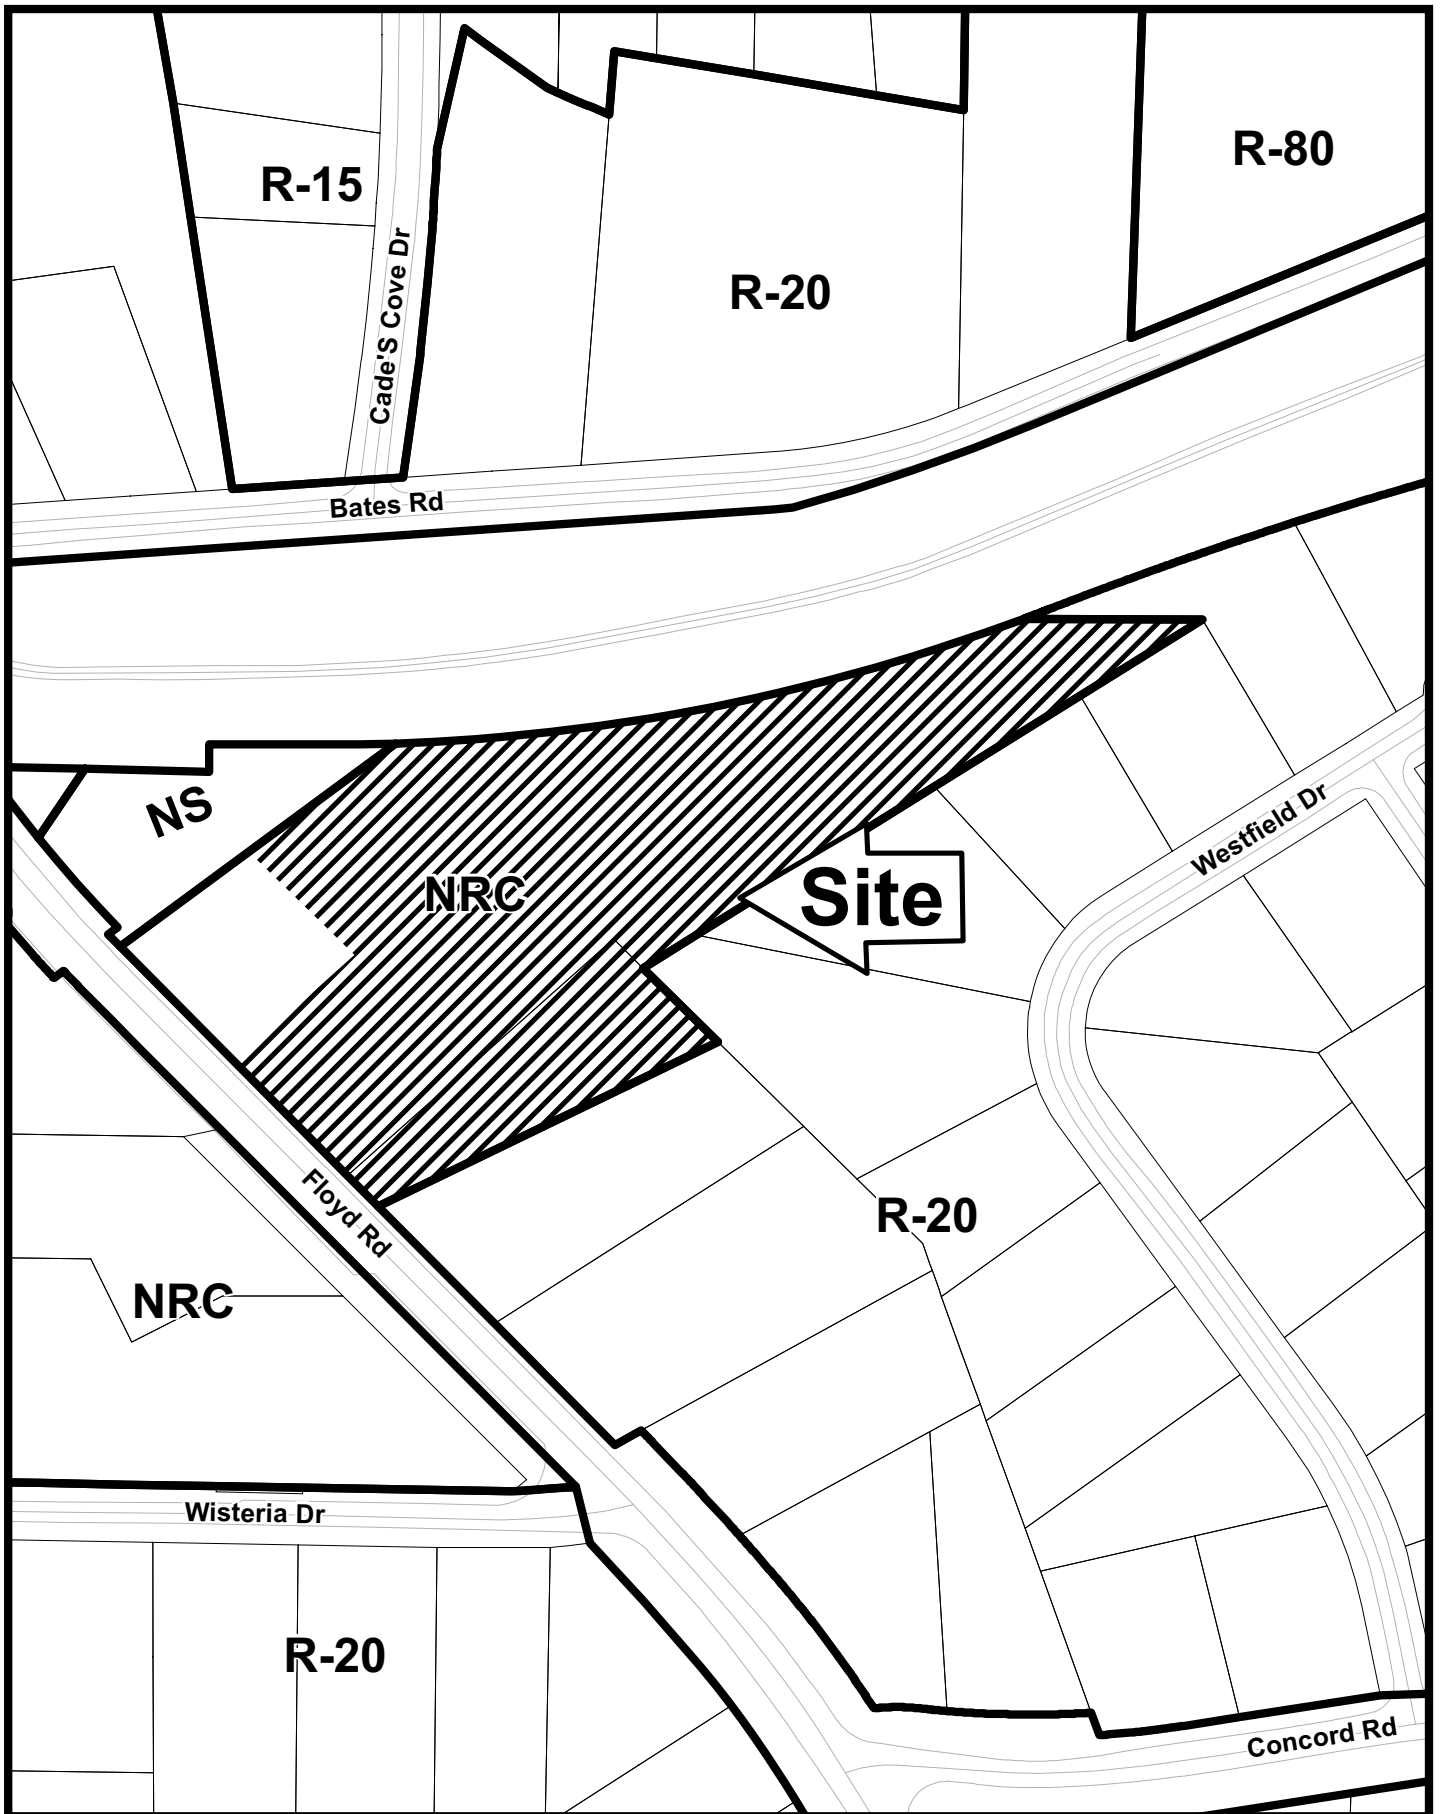 R-80
R-15
R-20
Cade'S Cove Dr
Bates Rd
NS
Westfield Dr
NRC
Site
R-20
Floyd Rd
NRC
Wisteria Dr
R-20
Concord Rd